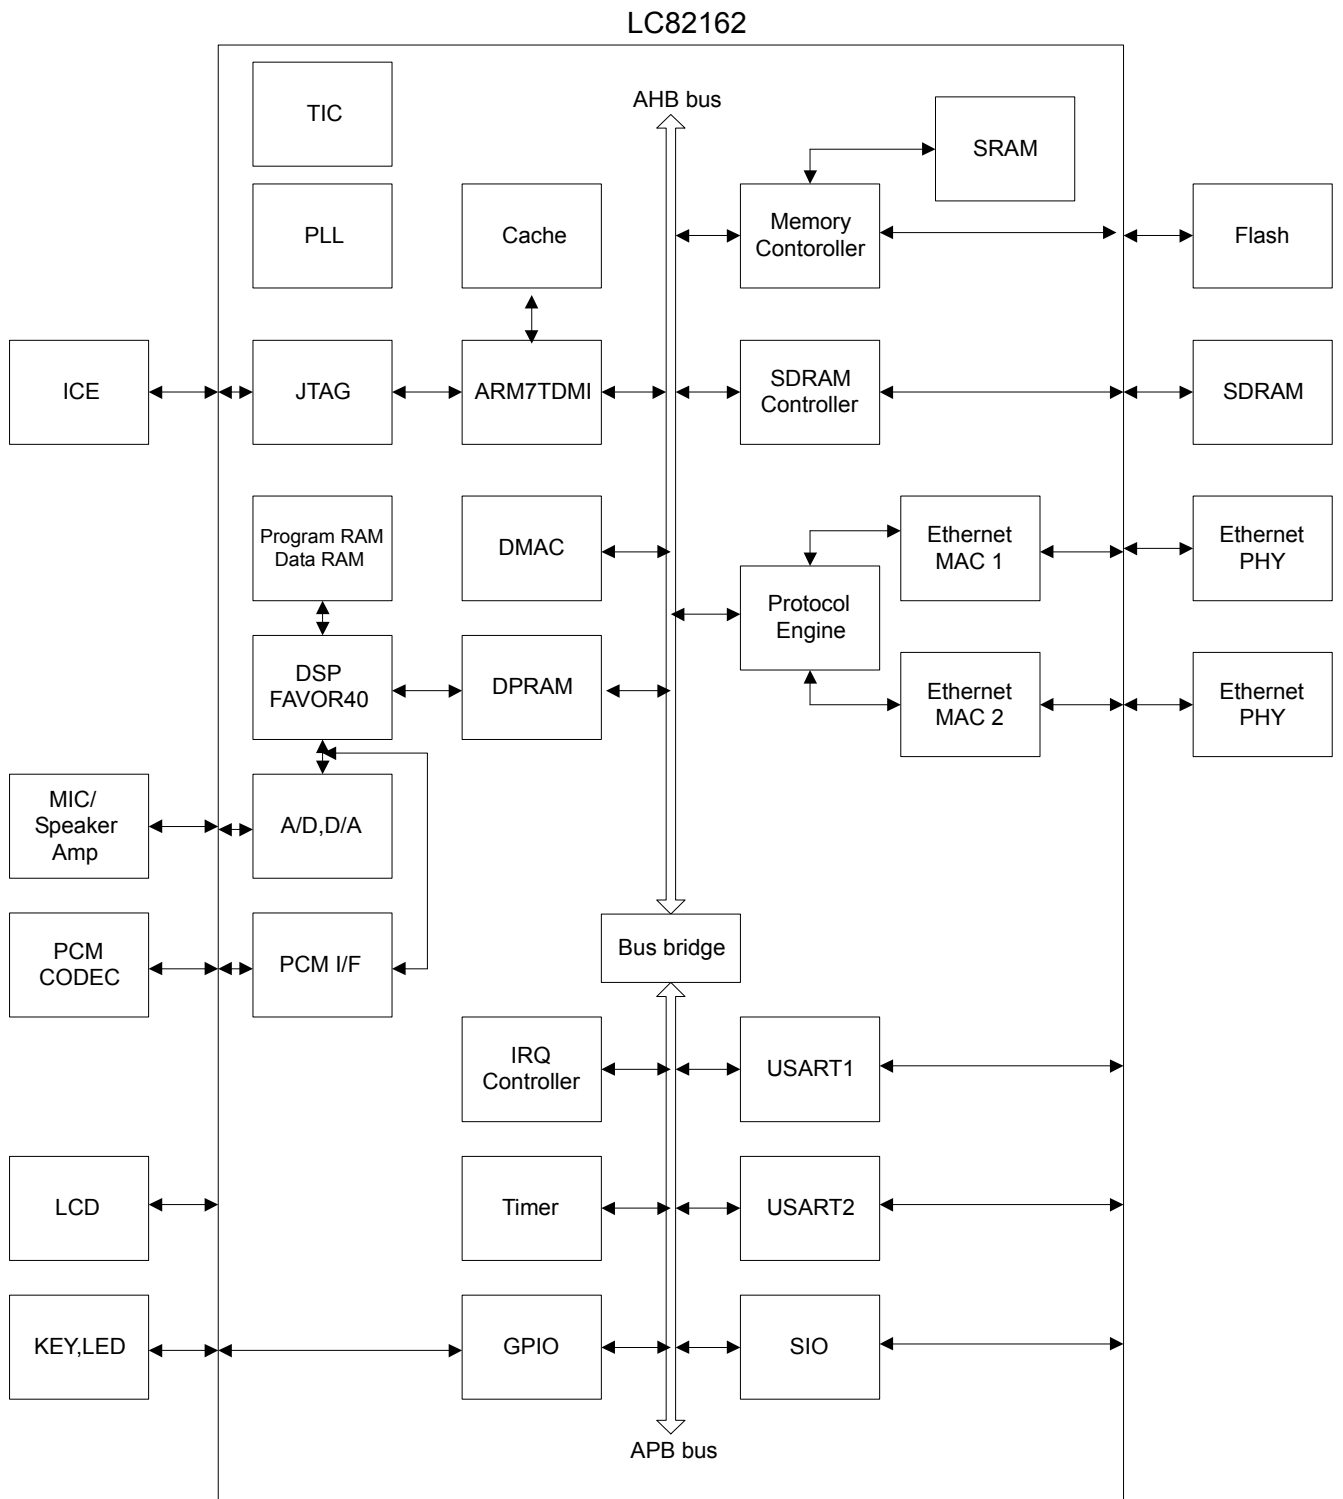 LC82162
TIC
AHB bus
SRAM
PLL
Cache
Memory
Contoroller
Flash
ICE
JTAG
ARM7TDMI
SDRAM
Controller
SDRAM
Program RAM
Data RAM
DMAC
Ethernet
MAC 1
Ethernet
PHY
Protocol
Engine
DSP
FAVOR40
DPRAM
Ethernet
MAC 2
Ethernet
PHY
MIC/
Speaker
Amp
A/D,D/A
PCM
CODEC
PCM I/F
Bus bridge
IRQ
Controller
USART1
LCD
Timer
USART2
KEY,LED
GPIO
SIO
APB bus